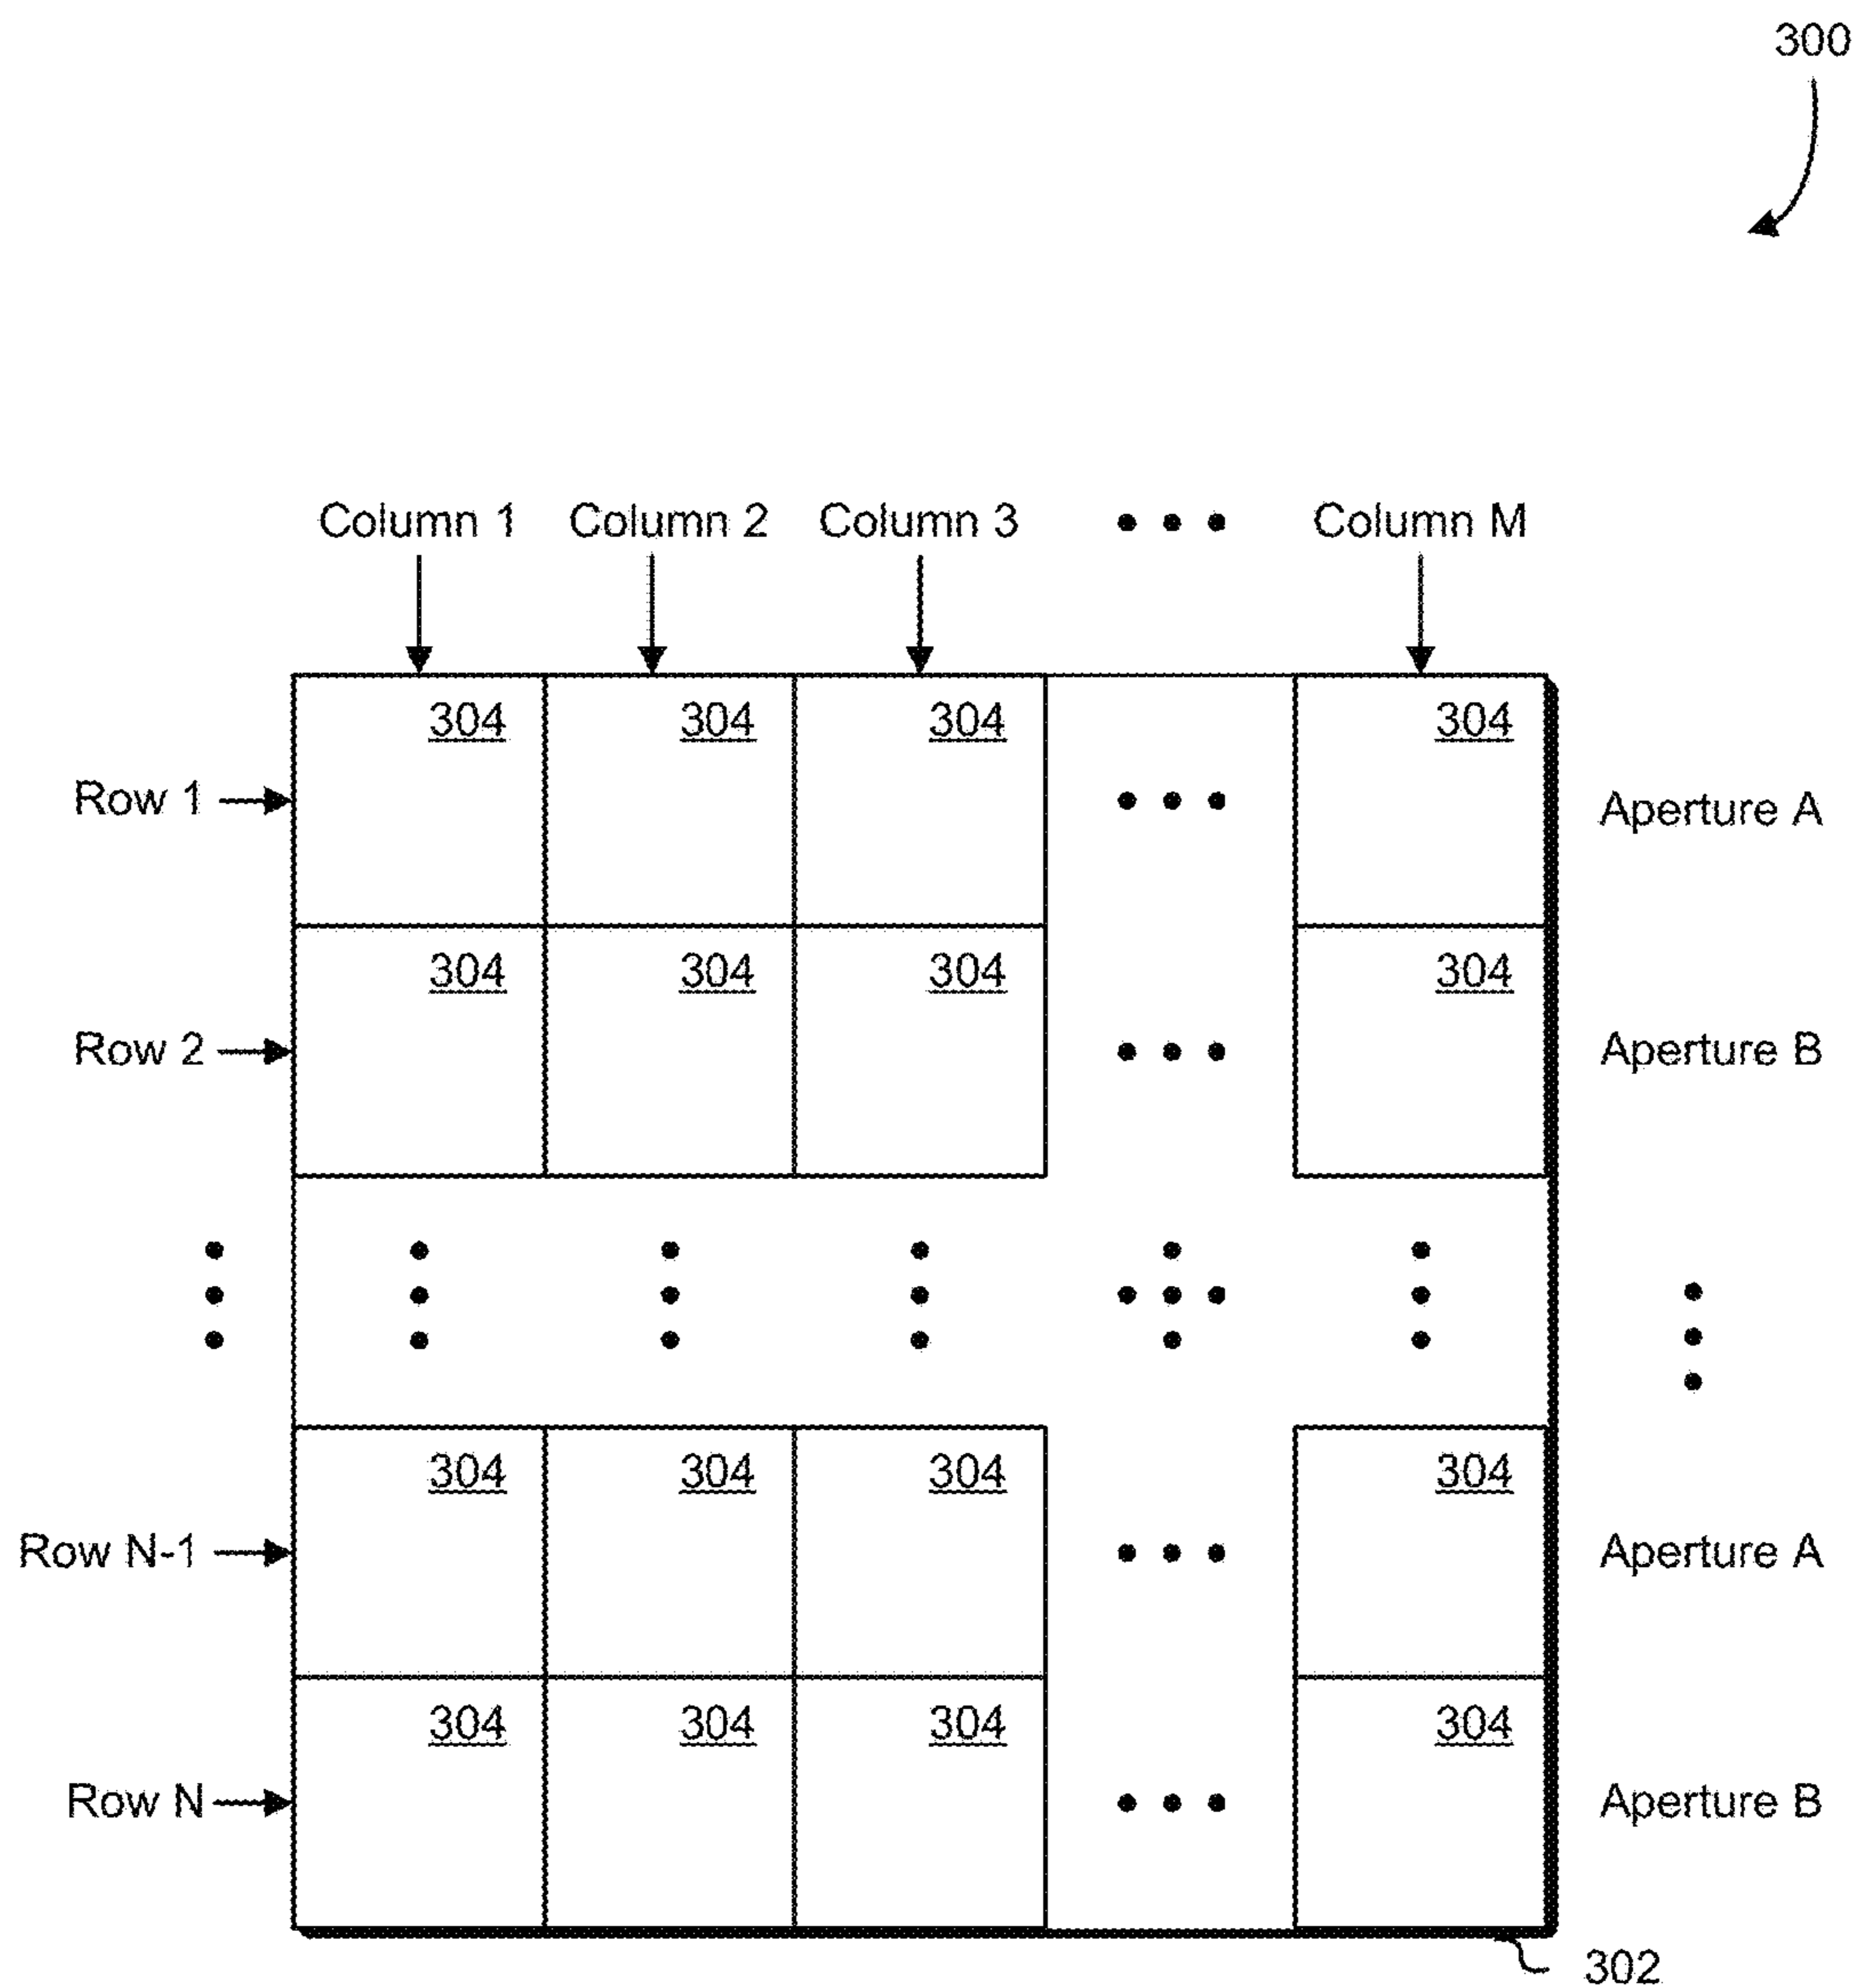 300
Column 1 Column 2 Column 3 Column M
304 304 304 304
Row 1 Aperture A
304 304 304 304
Row 2 Aperture B
304 304 304 304
Row N-1 Aperture A
304 304 304 304
Row N Aperture B
302